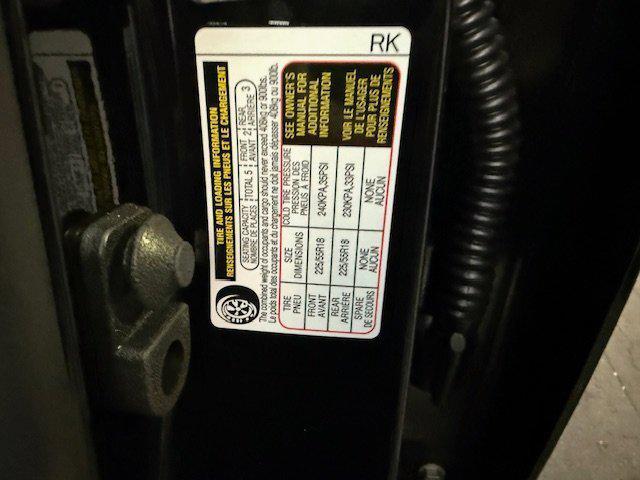 TIRE AND LOADING INFORMATION
RENSEIGNEMENTS SUR LES PNEUS ET LE CHARGEMENT
SEATING CAPACITY TOTAL 5 FRONT 2 REAR 3
NOMBRE DE PLACES AVANT ARRIÈRE
The combined weight of occupants and cargo should never exceed 408kg or 900lbs.
Le poids total des occupants et du chargement ne doit jamais dépasser 408kg ou 900lb.
TIRE SIZE COLD TIRE PRESSURE
PNEU DIMENSIONS PRESSION DES PNEUS À FROID
FRONT 225/55R18 240KPA,35PSI
AVANT
REAR 225/55R18 230KPA,33PSI
ARRIÈRE
SPARE NONE NONE
DE SECOURS AUCUN AUCUN
SEE OWNER'S
MANUAL FOR
ADDITIONAL
INFORMATION
VOIR LE MANUEL
DE L'USAGER
POUR PLUS DE
RENSEIGNEMENTS
RK